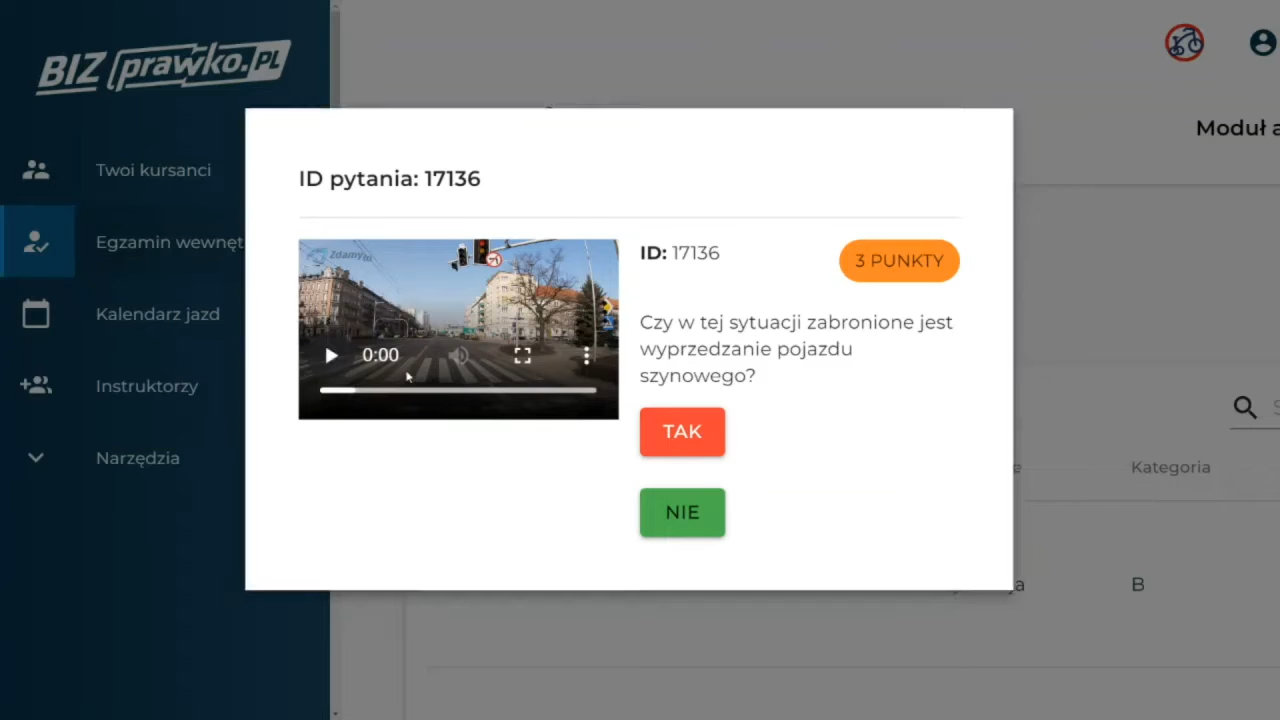 BIZ prawko.PL
Moduł a
Twoi kursanci
Egzamin wewnęt
Kalendarz jazd
Instruktorzy
Narzędzia
ID pytania: 17136
0:00
ID: 17136
3 PUNKTY
Czy w tej sytuacji zabronione jest
wyprzedzanie pojazdu
szynowego?
TAK
NIE
Kategoria
B